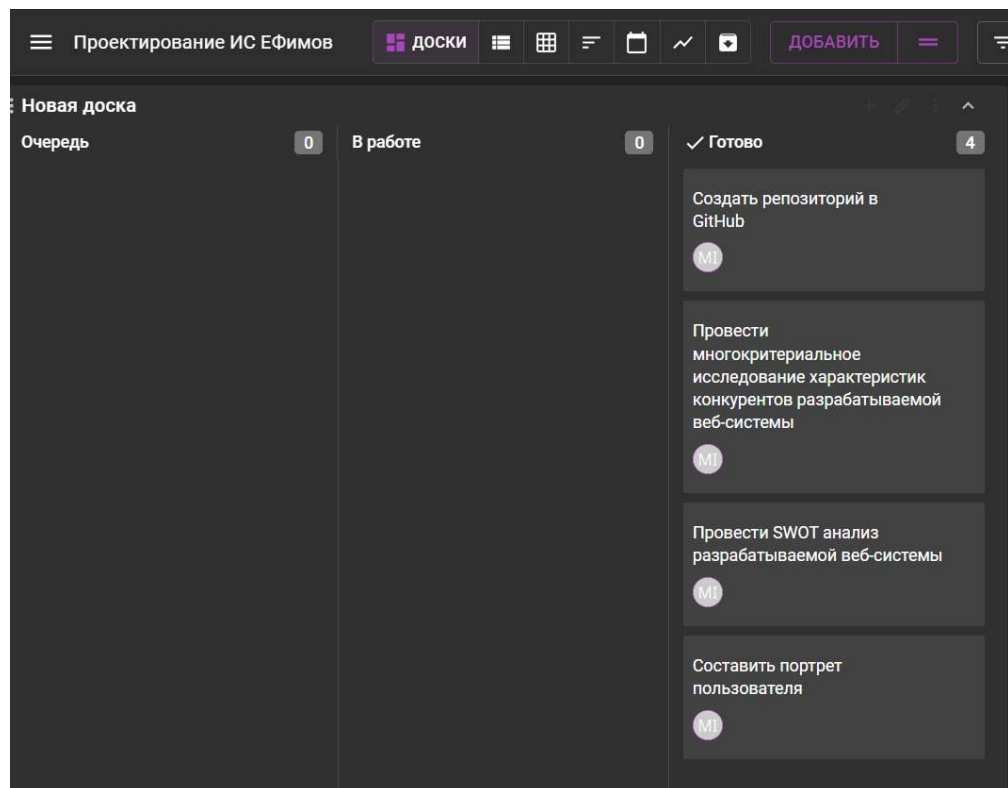 Проектирование ИС ЕФимов
ДОСКИ
ДОБАВИТЬ
Новая доска
Очередь 0
В работе 0
Готово 4
Создать репозиторий в
GitHub
MI
Провести
многокритериальное
исследование характеристик
конкурентов разрабатываемой
веб-системы
MI
Провести SWOT анализ
разрабатываемой веб-системы
MI
Составить портрет
пользователя
MI